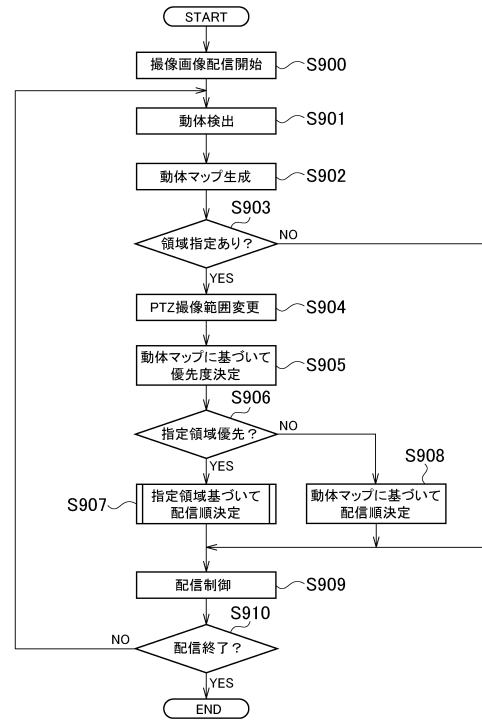 START
撮像画像配信開始
S900
動体検出
S901
動体マップ生成
S902
S903
領域指定あり？
NO
YES
PTZ撮像範囲変更
S904
動体マップに基づいて
優先度決定
S905
S906
指定領域優先？
NO
YES
S907
指定領域基づいて
配信順決定
S908
動体マップに基づいて
配信順決定
配信制御
S909
S910
配信終了？
NO
YES
END